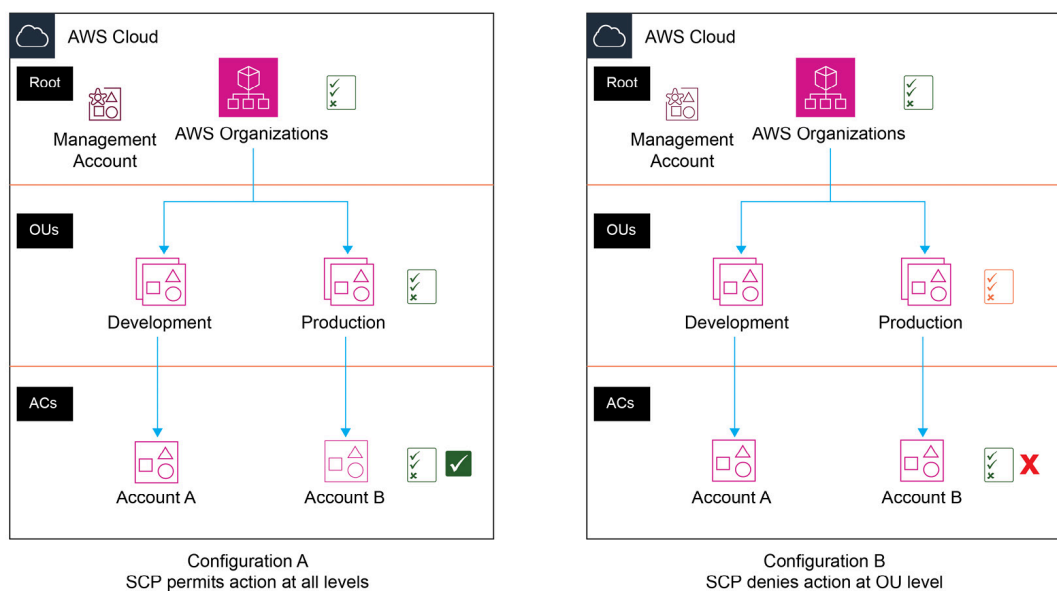 AWS Cloud
Root
Management
Account
AWS Organizations
OUs
Development
Production
ACs
Account A
Account B
Configuration A
SCP permits action at all levels
AWS Cloud
Root
Management
Account
AWS Organizations
OUs
Development
Production
ACs
Account A
Account B
X
Configuration B
SCP denies action at OU level